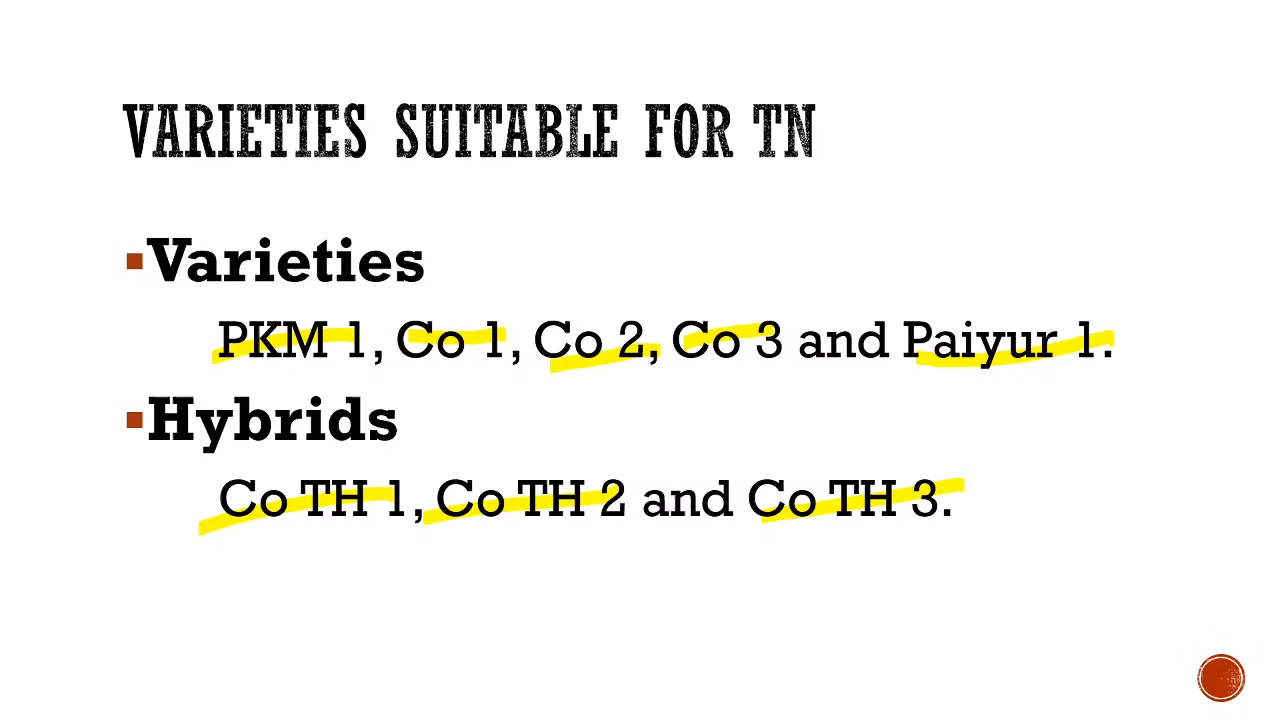 VARIETIES SUITABLE FOR TN
▪Varieties
PKM 1, Co 1, Co 2, Co 3 and Paiyur 1.
▪Hybrids
Co TH 1, Co TH 2 and Co TH 3.